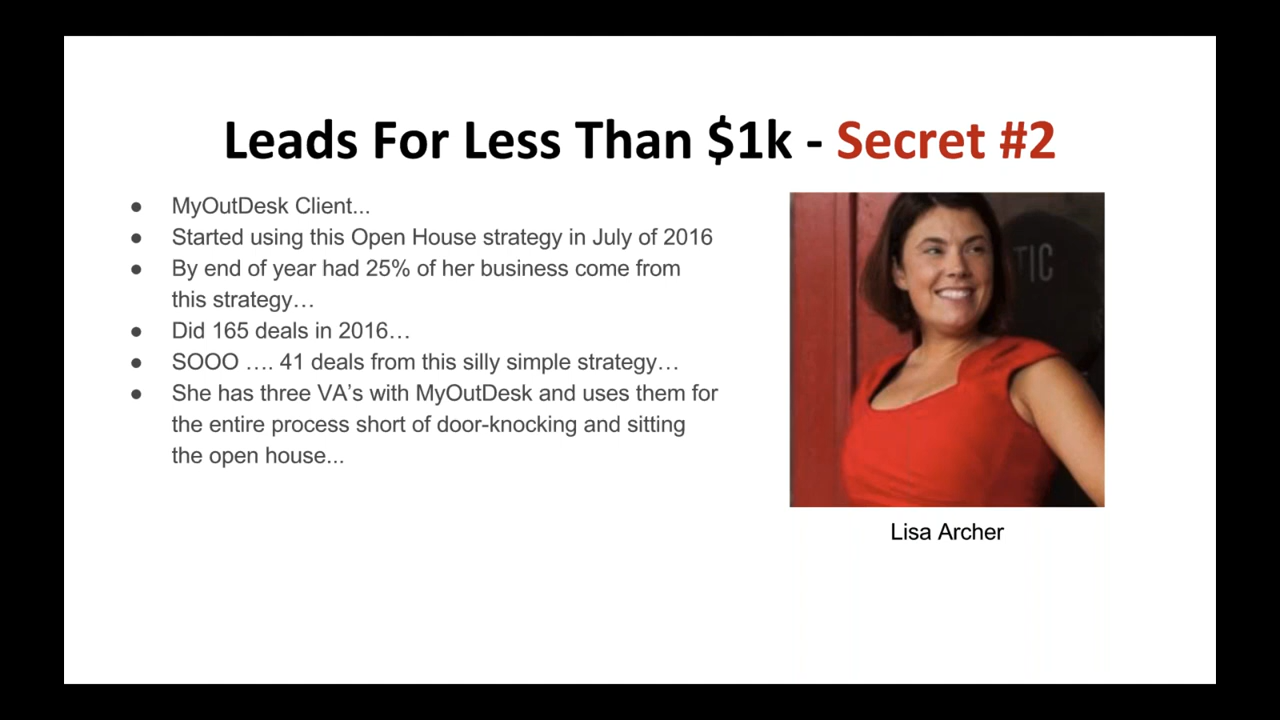 Leads For Less Than $1k - Secret #2
● MyOutDesk Client...
● Started using this Open House strategy in July of 2016
● By end of year had 25% of her business come from
this strategy…
● Did 165 deals in 2016…
● SOOO …. 41 deals from this silly simple strategy…
● She has three VA’s with MyOutDesk and uses them for
the entire process short of door-knocking and sitting
the open house...
TIC
Lisa Archer